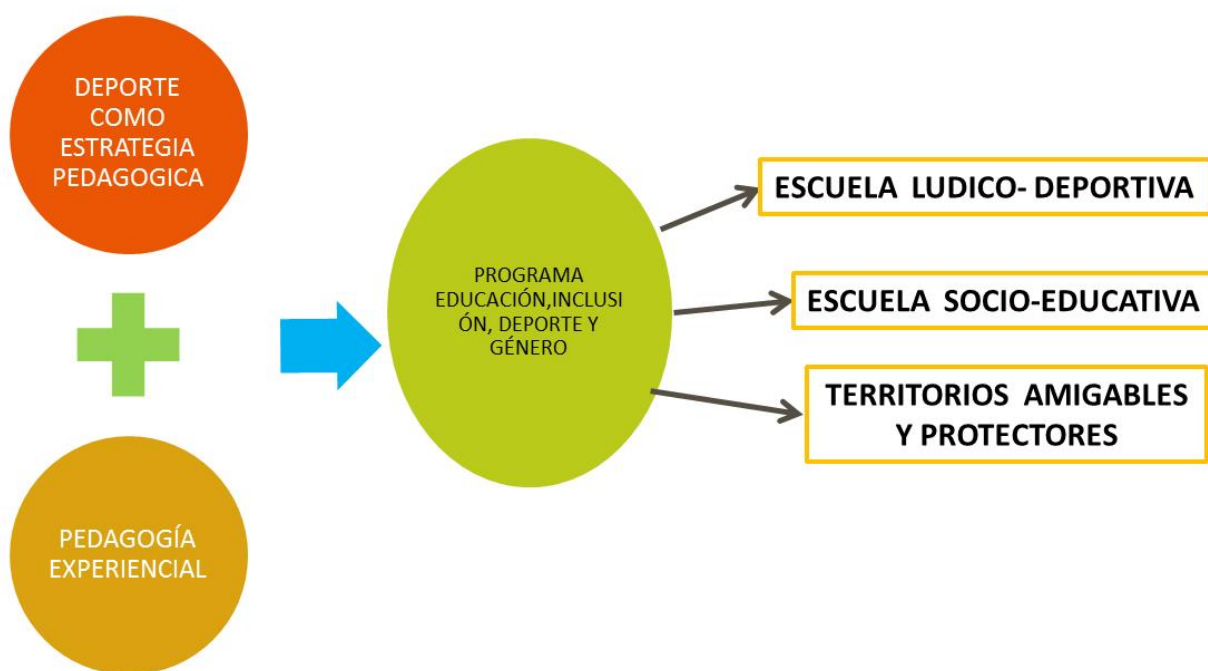 DEPORTE
COMO
ESTRATEGIA
PEDAGOGICA
PEDAGOGÍA
EXPERIENCIAL
PROGRAMA
EDUCACIÓN,INCLUSI
ÓN, DEPORTE Y
GÉNERO
ESCUELA LUDICO- DEPORTIVA
ESCUELA SOCIO-EDUCATIVA
TERRITORIOS AMIGABLES
Y PROTECTORES